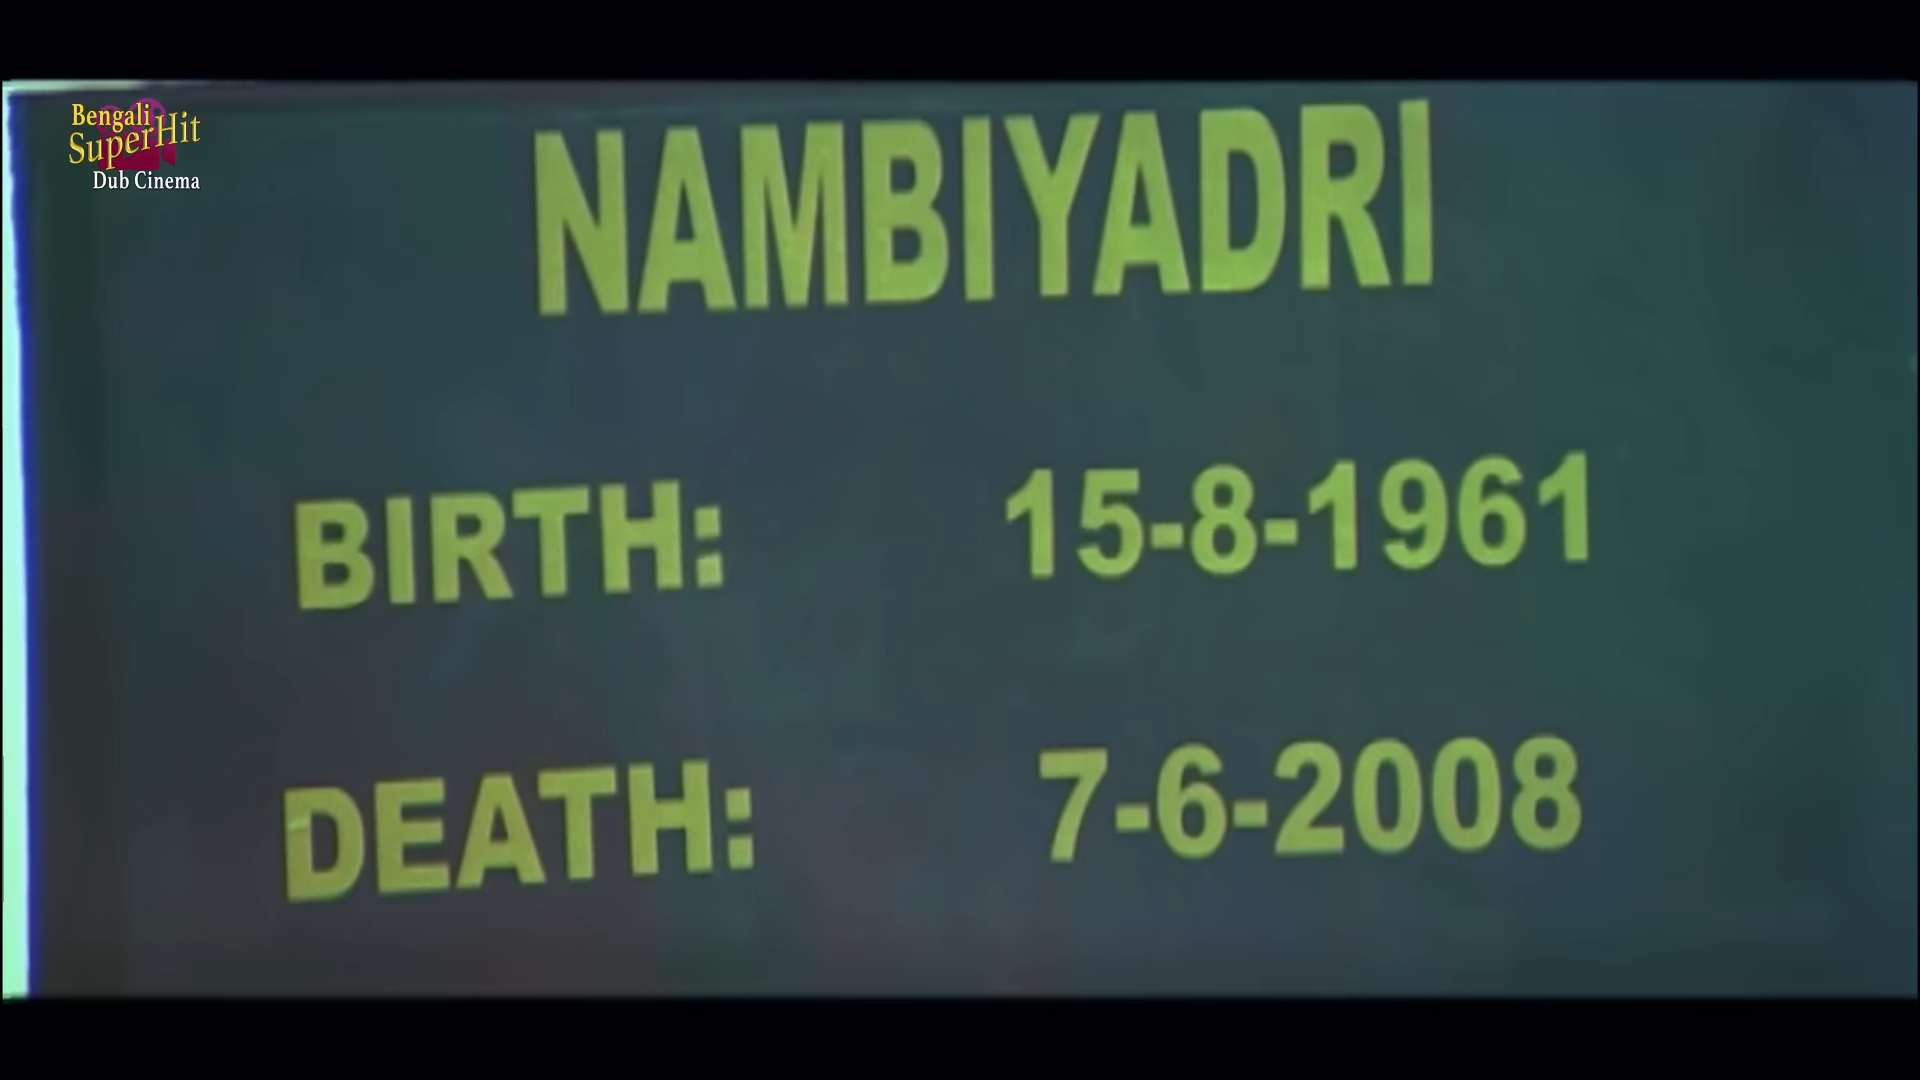 Bengali
SuperHit
Dub Cinema
NAMBIYADRI
BIRTH: 15-8-1961
DEATH: 7-6-2008